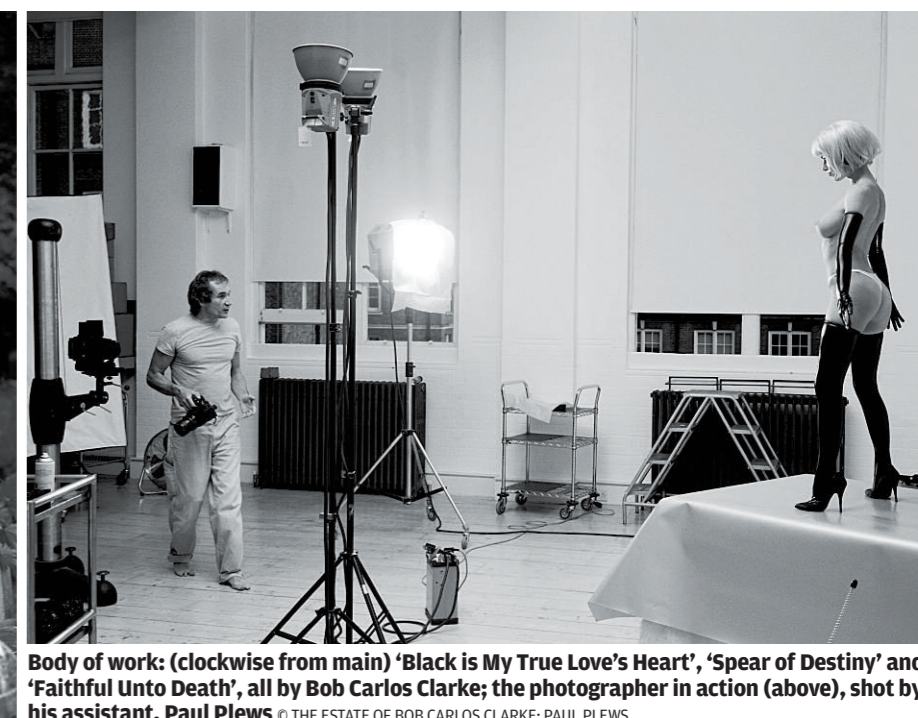 Body of work: (clockwise from main) ‘Black is My True Love’s Heart’, ‘Spear of Destiny’ and
‘Faithful Unto Death’, all by Bob Carlos Clarke; the photographer in action (above), shot by
his assistant, Paul Plews © THE ESTATE OF BOB CARLOS CLARKE; PAUL PLEWS